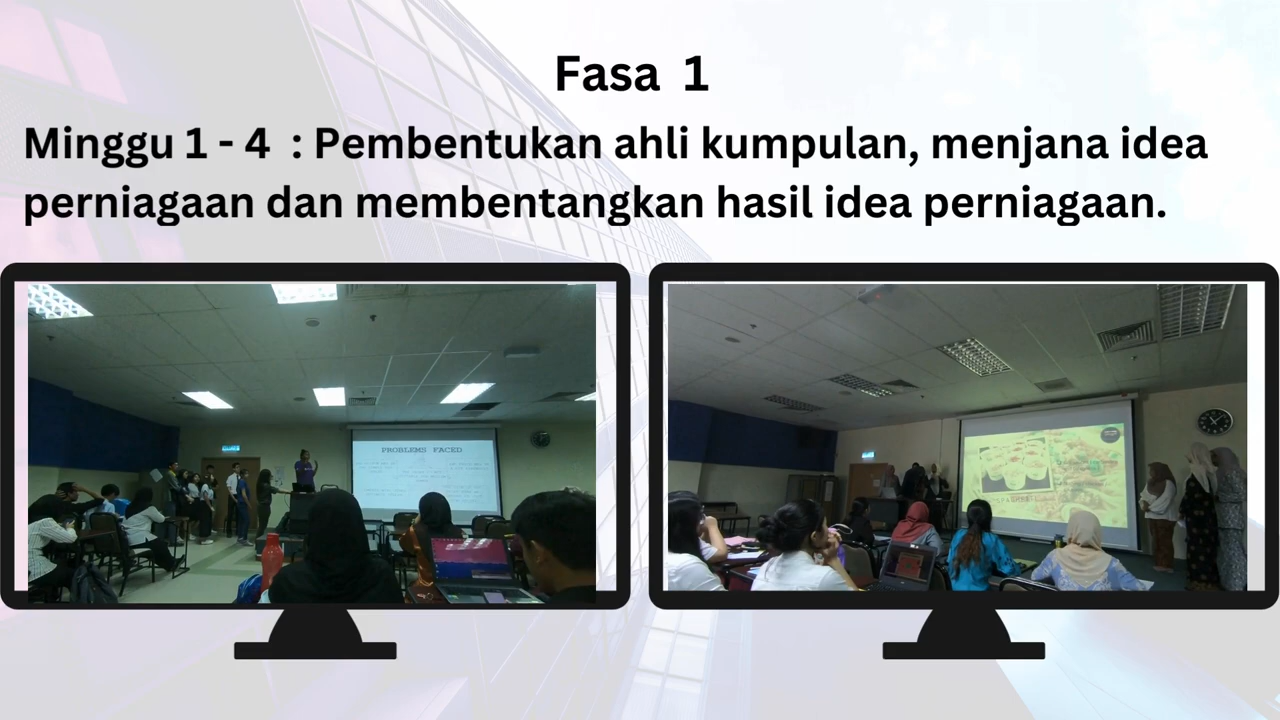 Fasa 1
Minggu 1 - 4 : Pembentukan ahli kumpulan, menjana idea
perniagaan dan membentangkan hasil idea perniagaan.
PROBLEMS FACED